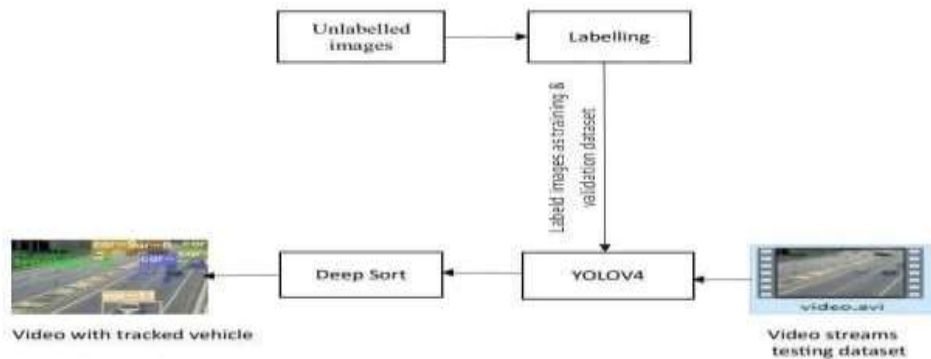 Unlabelled
images
Labelling
Labeld images as training &
validation dataset
Deep Sort
YOLOV4
car
video.avi
Video with tracked vehicle
Video streams
testing dataset